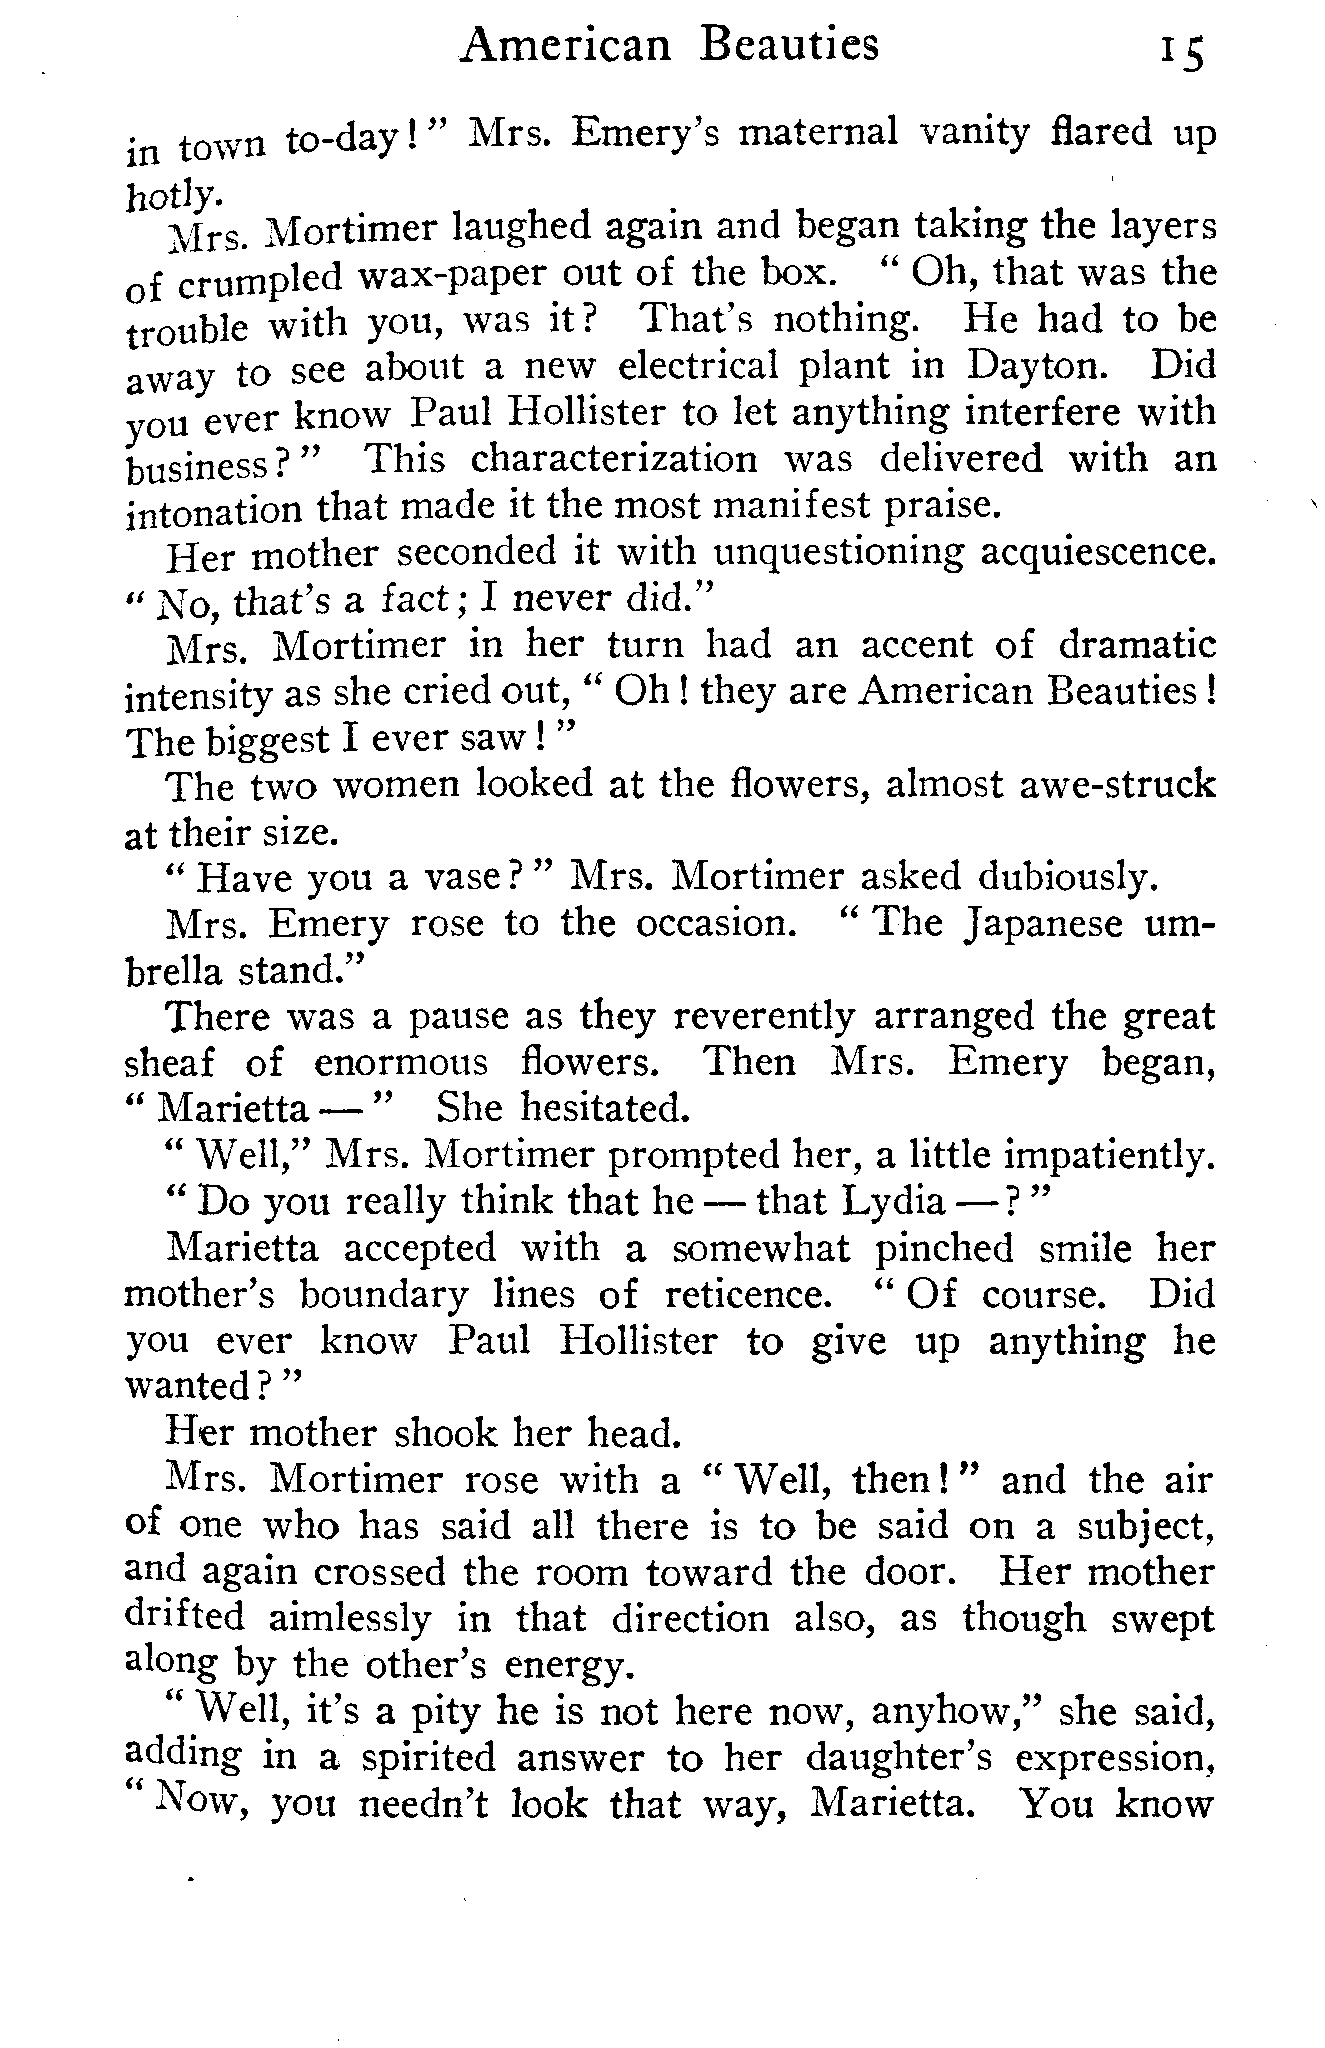 American Beauties 15
in town to-day!" Mrs. Emery's maternal vanity flared up
hotly.
Mrs. Mortimer laughed again and began taking the layers
of crumpled wax-paper out of the box. "Oh, that was the
trouble with you, was it? That's nothing. He had to be
away to see about a new electrical plant in Dayton. Did
you ever know Paul Hollister to let anything interfere with
business?" This characterization was delivered with an
intonation that made it the most manifest praise.
Her mother seconded it with unquestioning acquiescence.
"No, that's a fact; I never did."
Mrs. Mortimer in her turn had an accent of dramatic
intensity as she cried out, "Oh! they are American Beauties!
The biggest I ever saw!"
The two women looked at the flowers, almost awe-struck
at their size.
"Have you a vase?" Mrs. Mortimer asked dubiously.
Mrs. Emery rose to the occasion. "The Japanese um-
brella stand."
There was a pause as they reverently arranged the great
sheaf of enormous flowers. Then Mrs. Emery began,
"Marietta—" She hesitated.
"Well," Mrs. Mortimer prompted her, a little impatiently.
"Do you really think that he — that Lydia —?"
Marietta accepted with a somewhat pinched smile her
mother's boundary lines of reticence. "Of course. Did
you ever know Paul Hollister to give up anything he
wanted?"
Her mother shook her head.
Mrs. Mortimer rose with a "Well, then!" and the air
of one who has said all there is to be said on a subject,
and again crossed the room toward the door. Her mother
drifted aimlessly in that direction also, as though swept
along by the other's energy.
"Well, it's a pity he is not here now, anyhow," she said,
adding in a spirited answer to her daughter's expression,
"Now, you needn't look that way, Marietta. You know